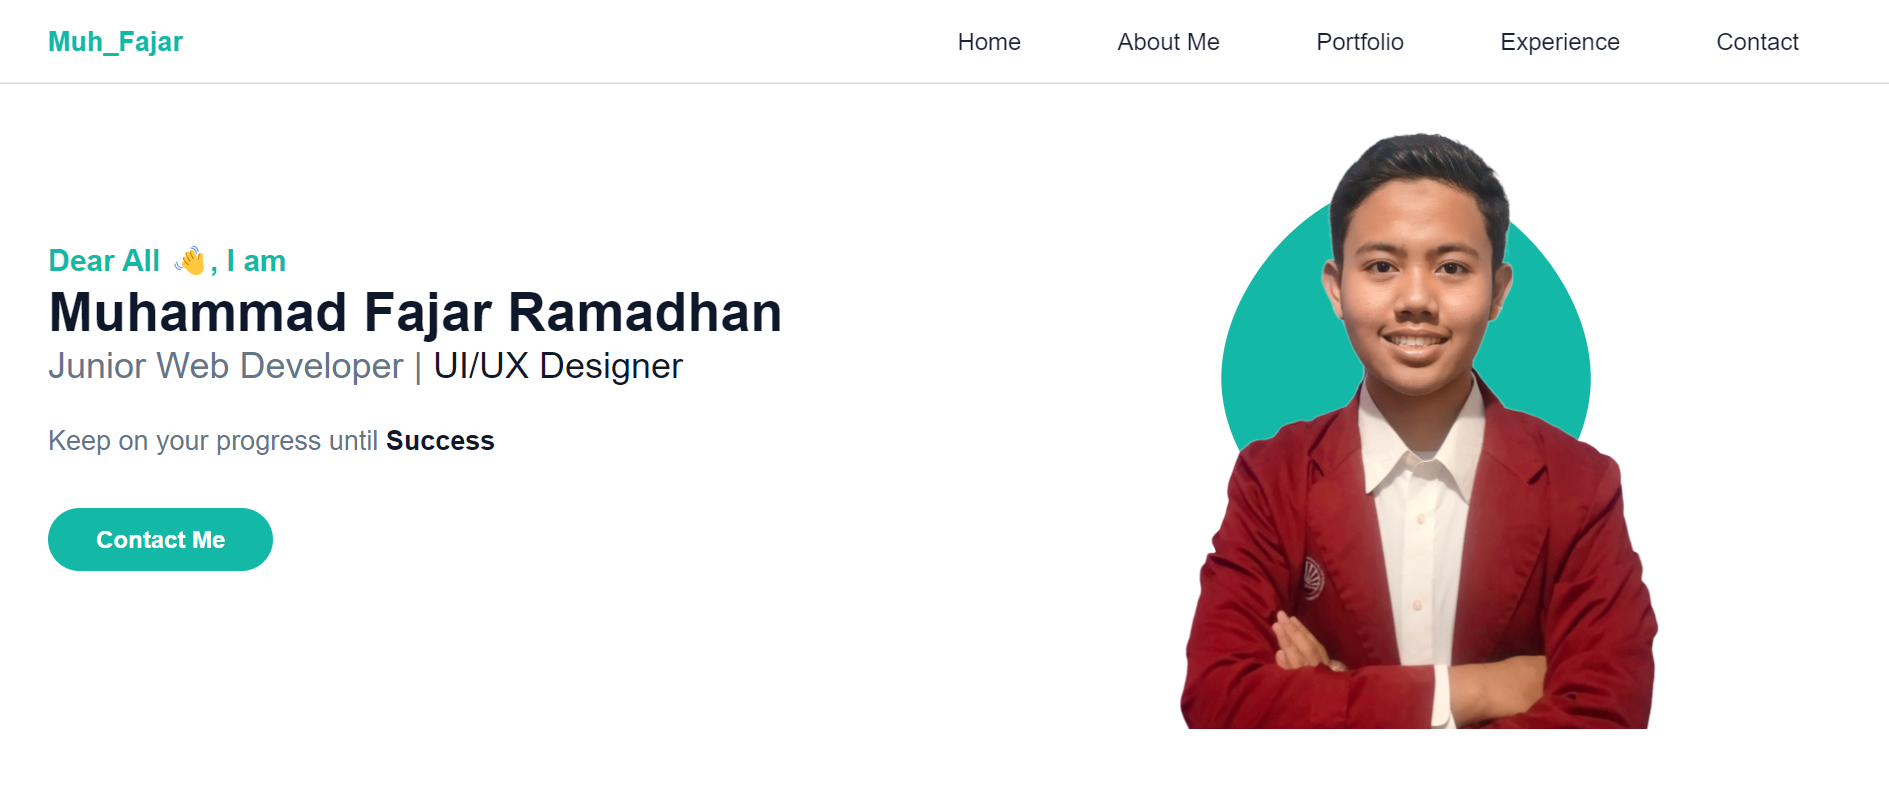 Muh_Fajar
Home About Me Portfolio Experience Contact
Dear All 👋, I am
Muhammad Fajar Ramadhan
Junior Web Developer | UI/UX Designer
Keep on your progress until Success
Contact Me